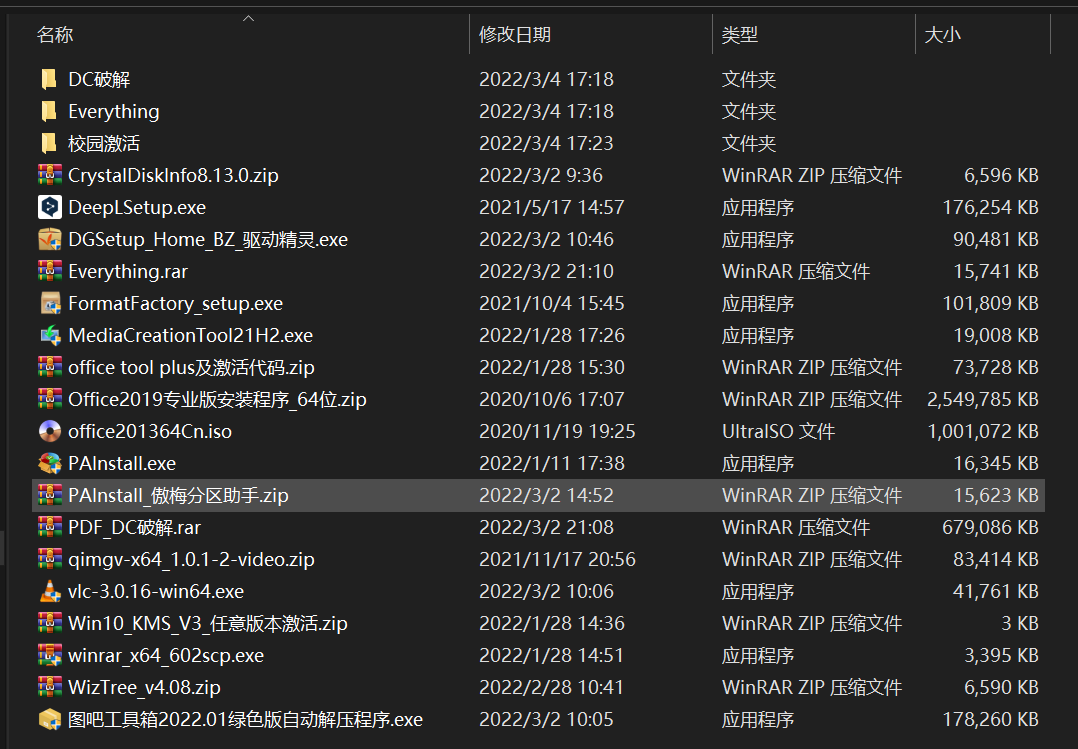 名称 修改日期 类型 大小
DC破解 2022/3/4 17:18 文件夹
Everything 2022/3/4 17:18 文件夹
校园激活 2022/3/4 17:23 文件夹
CrystalDiskInfo8.13.0.zip 2022/3/2 9:36 WinRAR ZIP 压缩文件 6,596 KB
DeepLSetup.exe 2021/5/17 14:57 应用程序 176,254 KB
DGSetup_Home_BZ_驱动精灵.exe 2022/3/2 10:46 应用程序 90,481 KB
Everything.rar 2022/3/2 21:10 WinRAR 压缩文件 15,741 KB
FormatFactory_setup.exe 2021/10/4 15:45 应用程序 101,809 KB
MediaCreationTool21H2.exe 2022/1/28 17:26 应用程序 19,008 KB
office tool plus及激活代码.zip 2022/1/28 15:30 WinRAR ZIP 压缩文件 73,728 KB
Office2019专业版安装程序_64位.zip 2020/10/6 17:07 WinRAR ZIP 压缩文件 2,549,785 KB
office201364Cn.iso 2020/11/19 19:25 UltraISO 文件 1,001,072 KB
PAInstall.exe 2022/1/11 17:38 应用程序 16,345 KB
PAInstall_傲梅分区助手.zip 2022/3/2 14:52 WinRAR ZIP 压缩文件 15,623 KB
PDF_DC破解.rar 2022/3/2 21:08 WinRAR 压缩文件 679,086 KB
qimgv-x64_1.0.1-2-video.zip 2021/11/17 20:56 WinRAR ZIP 压缩文件 83,414 KB
vlc-3.0.16-win64.exe 2022/3/2 10:06 应用程序 41,761 KB
Win10_KMS_V3_任意版本激活.zip 2022/1/28 14:36 WinRAR ZIP 压缩文件 3 KB
winrar_x64_602scp.exe 2022/1/28 14:51 应用程序 3,395 KB
WizTree_v4.08.zip 2022/2/28 10:41 WinRAR ZIP 压缩文件 6,590 KB
图吧工具箱2022.01绿色版自动解压程序.exe 2022/3/2 10:05 应用程序 178,260 KB